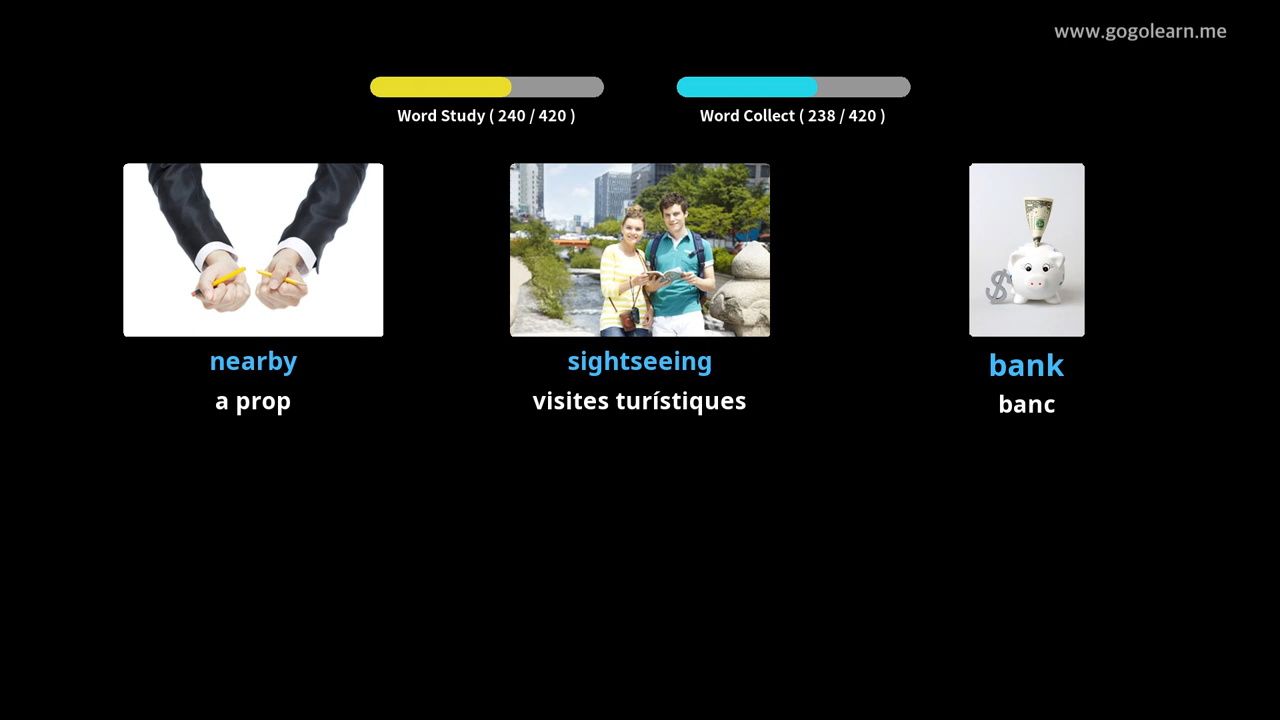 www.gogolearn.me
Word Study ( 240 / 420 )
Word Collect ( 238 / 420 )
nearby
a prop
sightseeing
visites turístiques
bank
banc